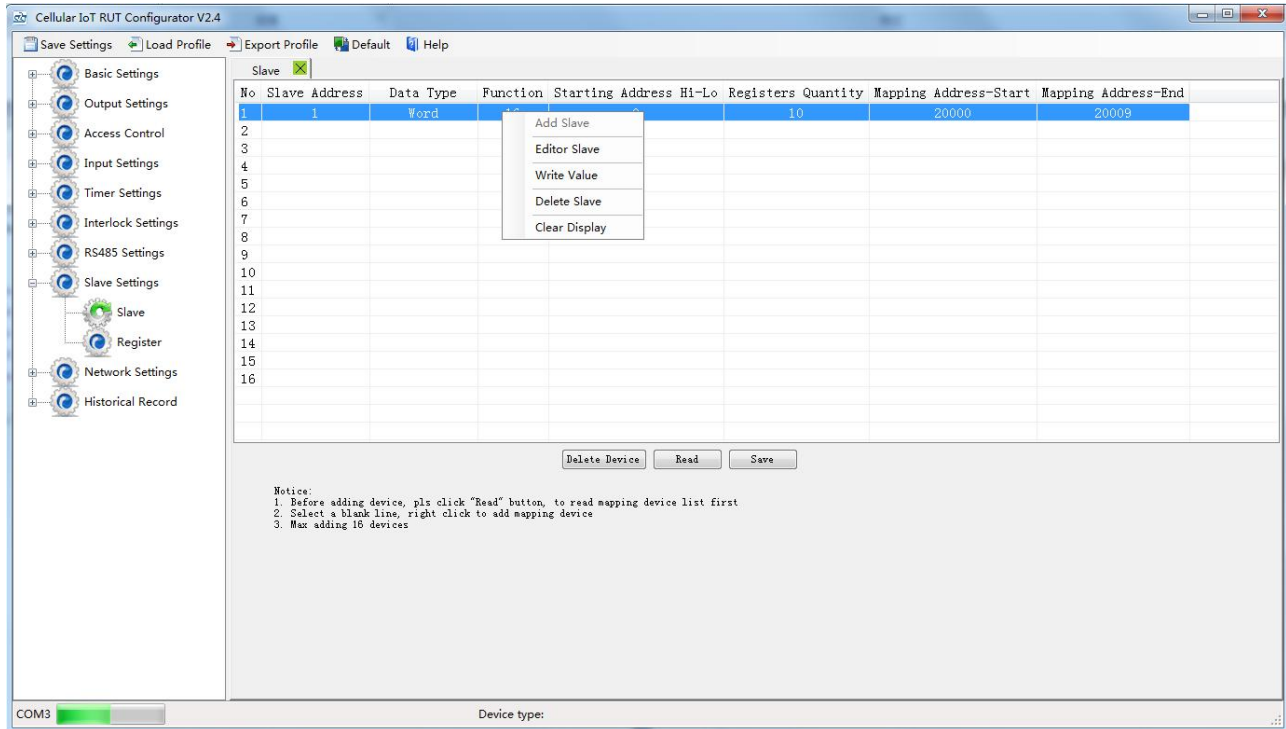 Cellular IoT RUT Configurator V2.4
Save Settings Load Profile Export Profile Default Help
Basic Settings
Output Settings
Access Control
Input Settings
Timer Settings
Interlock Settings
RS485 Settings
Slave Settings
Slave
Register
Network Settings
Historical Record
Slave
No Slave Address Data Type Function Starting Address Hi-Lo Registers Quantity Mapping Address-Start Mapping Address-End
1 1 Word 10 20000 20009
2
3
4
5
6
7
8
9
10
11
12
13
14
15
16
Add Slave
Editor Slave
Write Value
Delete Slave
Clear Display
Delete Device Read Save
Notice:
1. Before adding device, pls click "Read" button, to read mapping device list first
2. Select a blank line, right click to add mapping device
3. Max adding 16 devices
COM3 Device type: